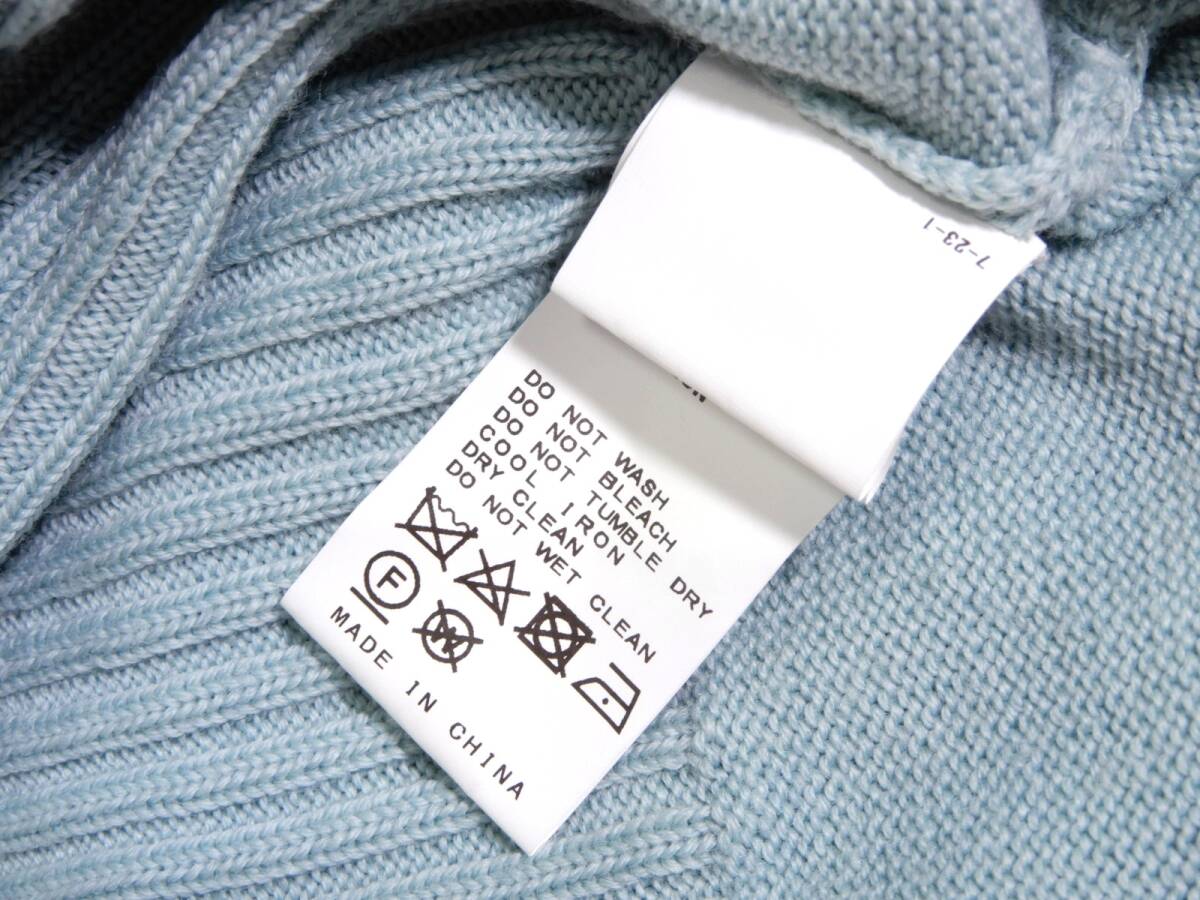 7-23-1
DO NOT WASH
DO NOT BLEACH
DO NOT TUMBLE DRY
COOL IRON
DRY CLEAN
DO NOT WET CLEAN
F
W
MADE IN CHINA